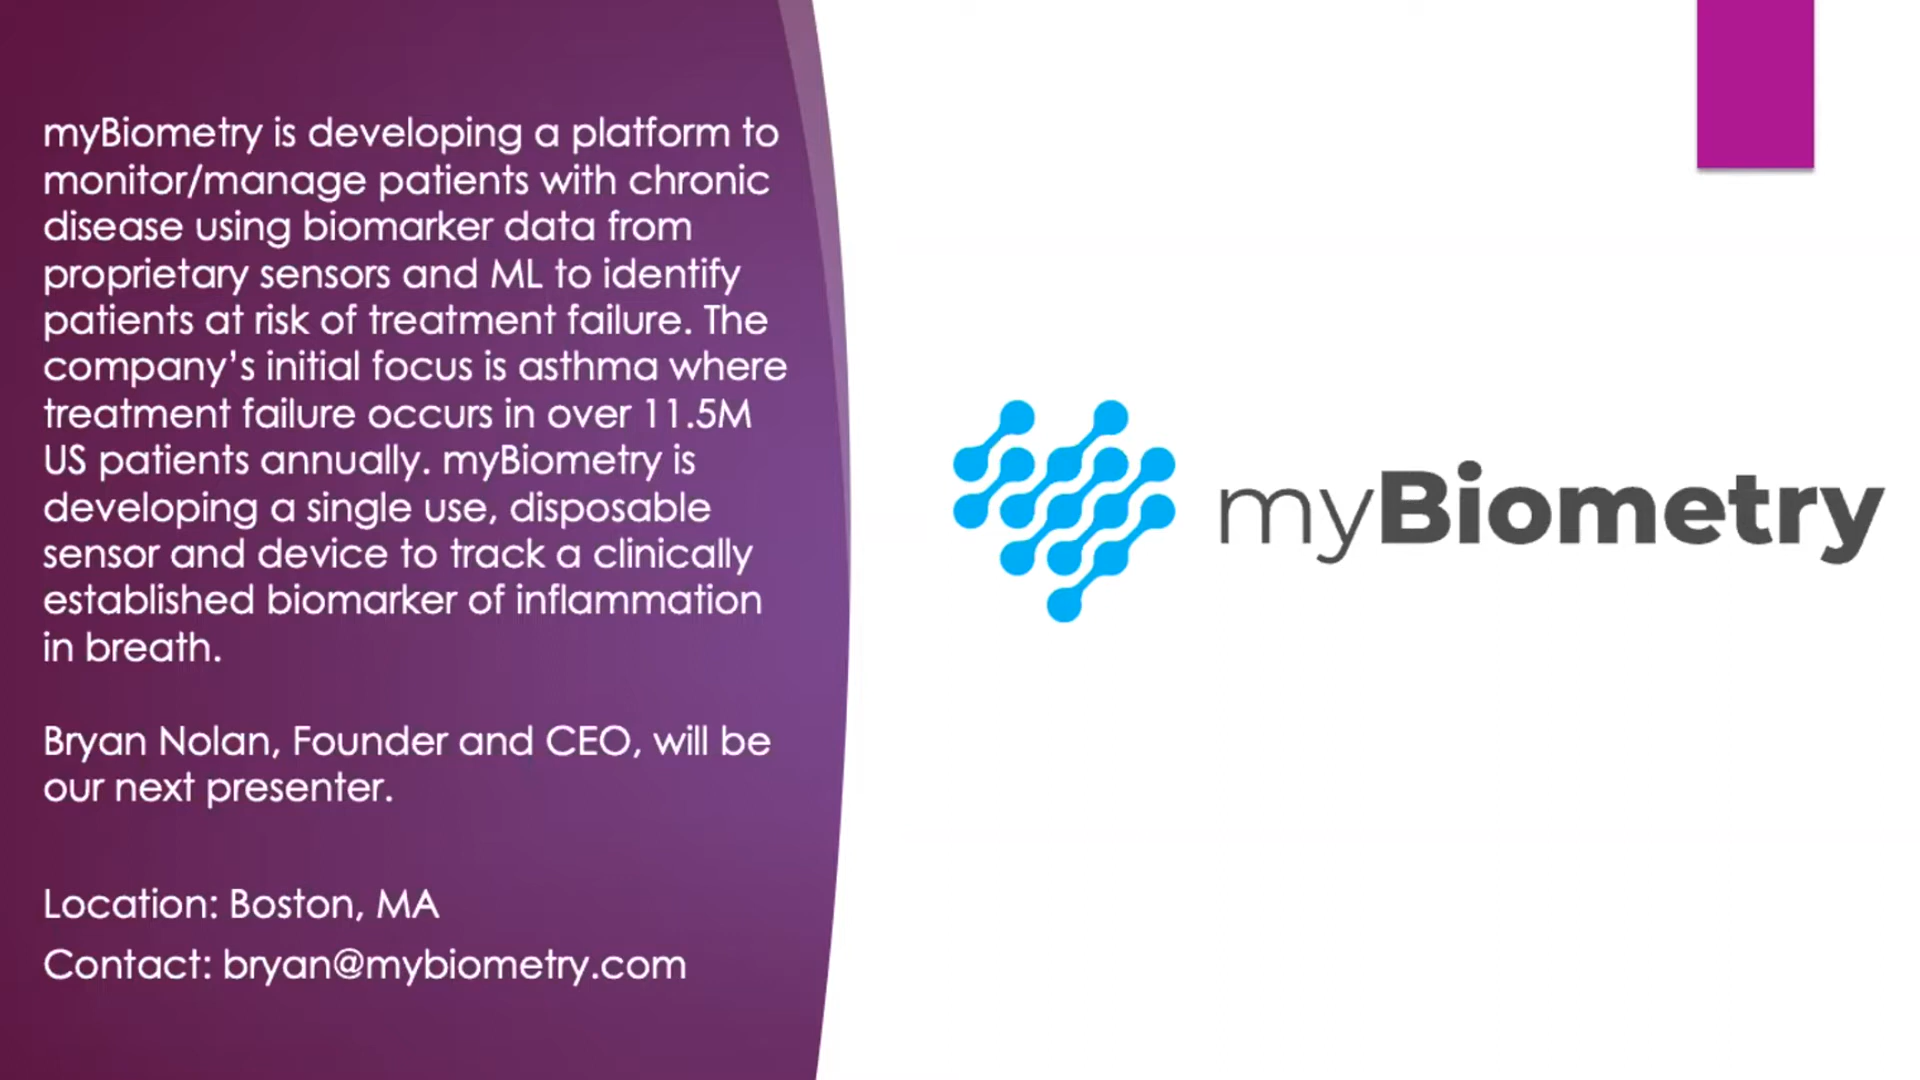 myBiometry is developing a platform to
monitor/manage patients with chronic
disease using biomarker data from
proprietary sensors and ML to identify
patients at risk of treatment failure. The
company’s initial focus is asthma where
treatment failure occurs in over 11.5M
US patients annually. myBiometry is
developing a single use, disposable
sensor and device to track a clinically
established biomarker of inflammation
in breath.
Bryan Nolan, Founder and CEO, will be
our next presenter.
Location: Boston, MA
Contact: bryan@mybiometry.com
myBiometry